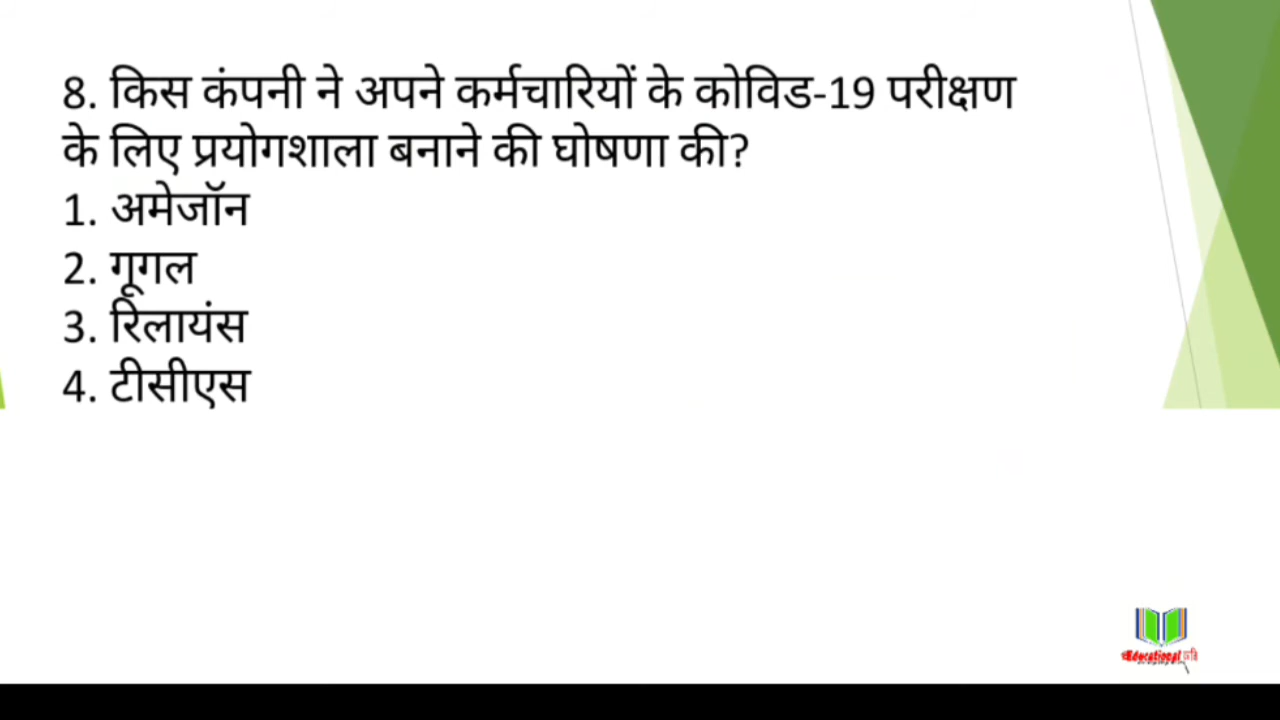 8. किस कंपनी ने अपने कर्मचारियों के कोविड-19 परीक्षण
के लिए प्रयोगशाला बनाने की घोषणा की?
1. अमेजॉन
2. गूगल
3. रिलायंस
4. टीसीएस
Educational